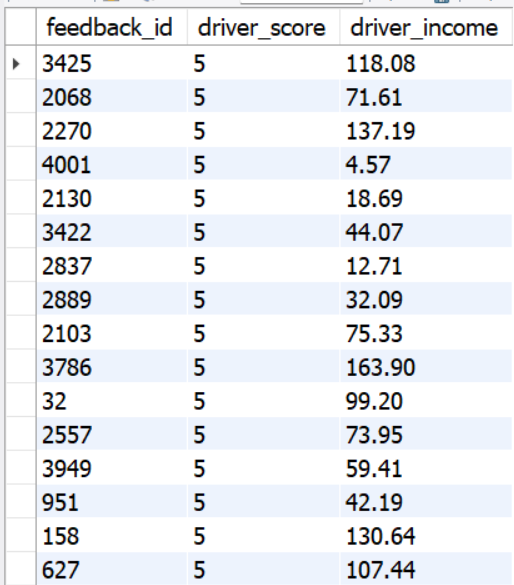 feedback_id driver_score driver_income
3425 5 118.08
2068 5 71.61
2270 5 137.19
4001 5 4.57
2130 5 18.69
3422 5 44.07
2837 5 12.71
2889 5 32.09
2103 5 75.33
3786 5 163.90
32 5 99.20
2557 5 73.95
3949 5 59.41
951 5 42.19
158 5 130.64
627 5 107.44